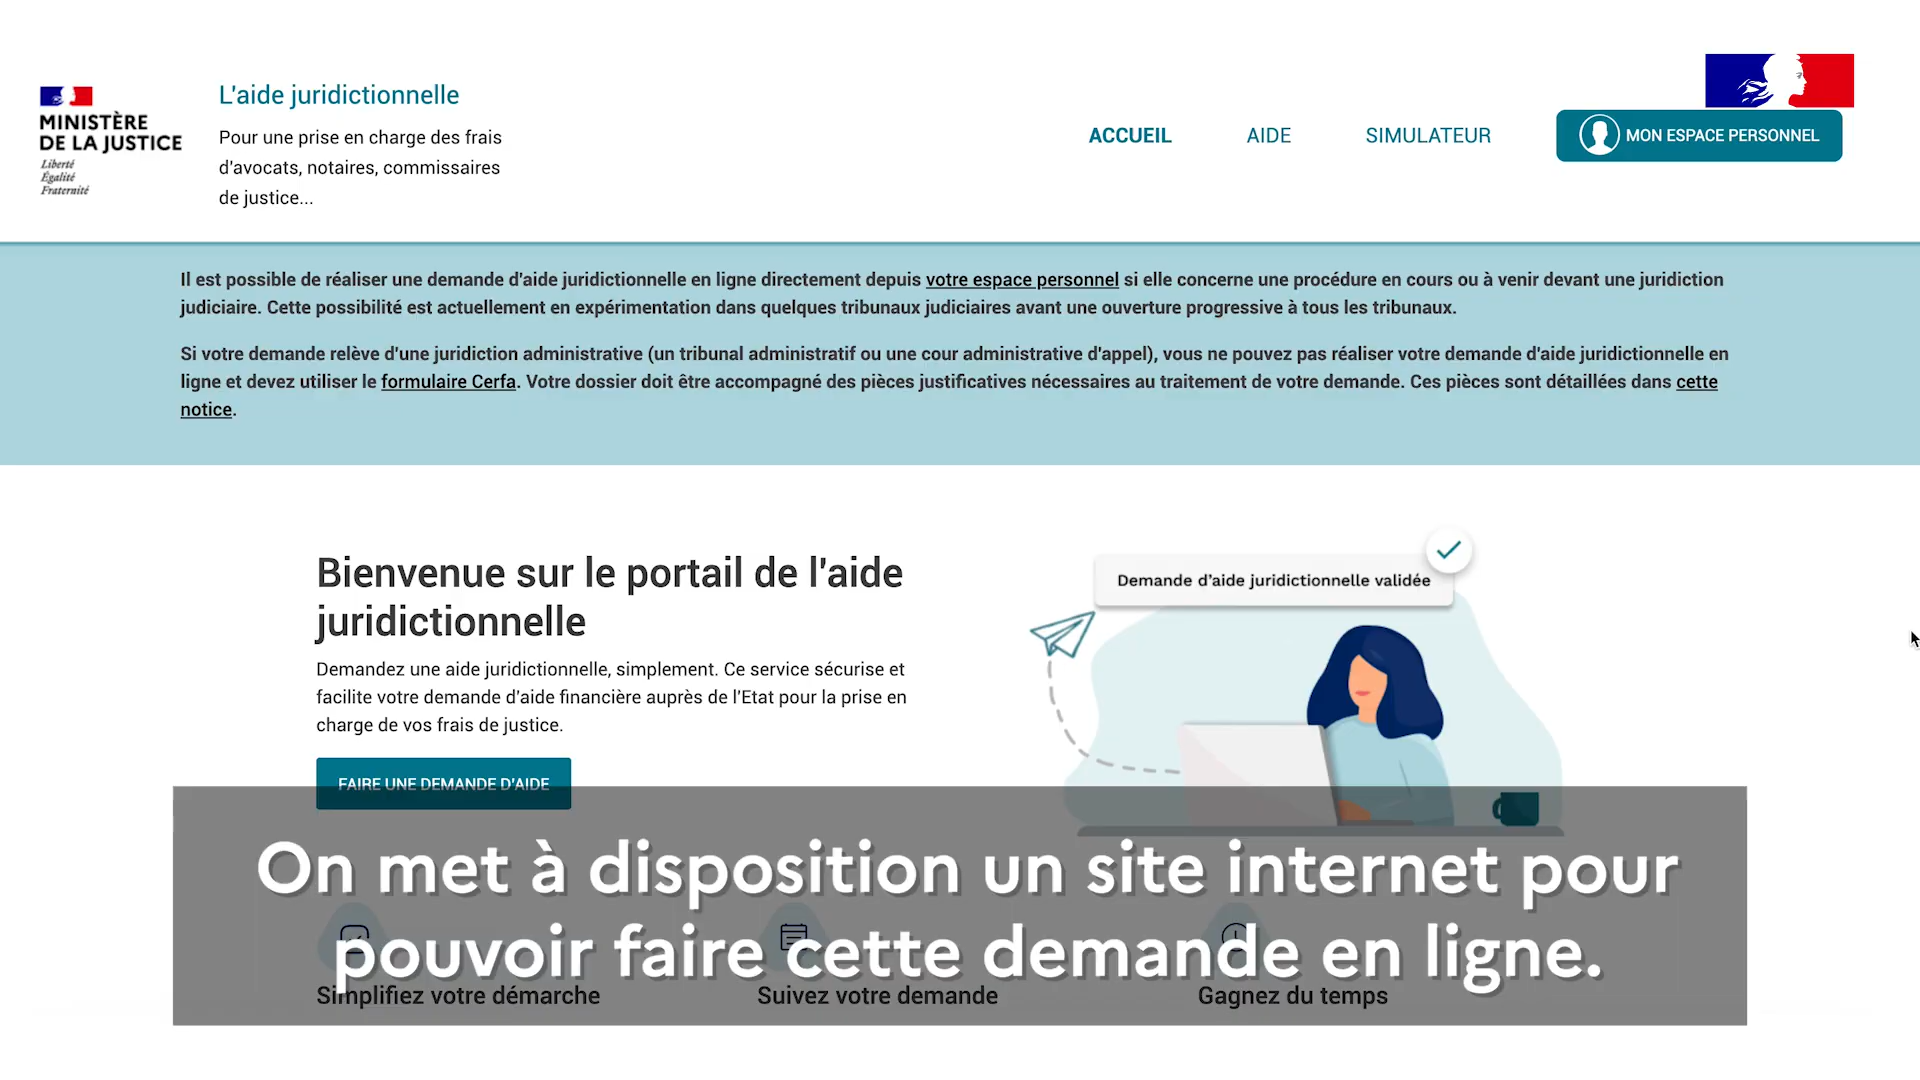 MINISTÈRE
DE LA JUSTICE
Liberté
Égalité
Fraternité
L'aide juridictionnelle
Pour une prise en charge des frais
d'avocats, notaires, commissaires
de justice...
ACCUEIL
AIDE
SIMULATEUR
MON ESPACE PERSONNEL
Il est possible de réaliser une demande d'aide juridictionnelle en ligne directement depuis votre espace personnel si elle concerne une procédure en cours ou à venir devant une juridiction
judiciaire. Cette possibilité est actuellement en expérimentation dans quelques tribunaux judiciaires avant une ouverture progressive à tous les tribunaux.
Si votre demande relève d'une juridiction administrative (un tribunal administratif ou une cour administrative d'appel), vous ne pouvez pas réaliser votre demande d'aide juridictionnelle en
ligne et devez utiliser le formulaire Cerfa. Votre dossier doit être accompagné des pièces justificatives nécessaires au traitement de votre demande. Ces pièces sont détaillées dans cette
notice.
Bienvenue sur le portail de l'aide
juridictionnelle
Demandez une aide juridictionnelle, simplement. Ce service sécurise et
facilite votre demande d'aide financière auprès de l'Etat pour la prise en
charge de vos frais de justice.
FAIRE UNE DEMANDE D'AIDE
Demande d'aide juridictionnelle validée
On met à disposition un site internet pour
pouvoir faire cette demande en ligne.
Simplifiez votre démarche
Suivez votre demande
Gagnez du temps